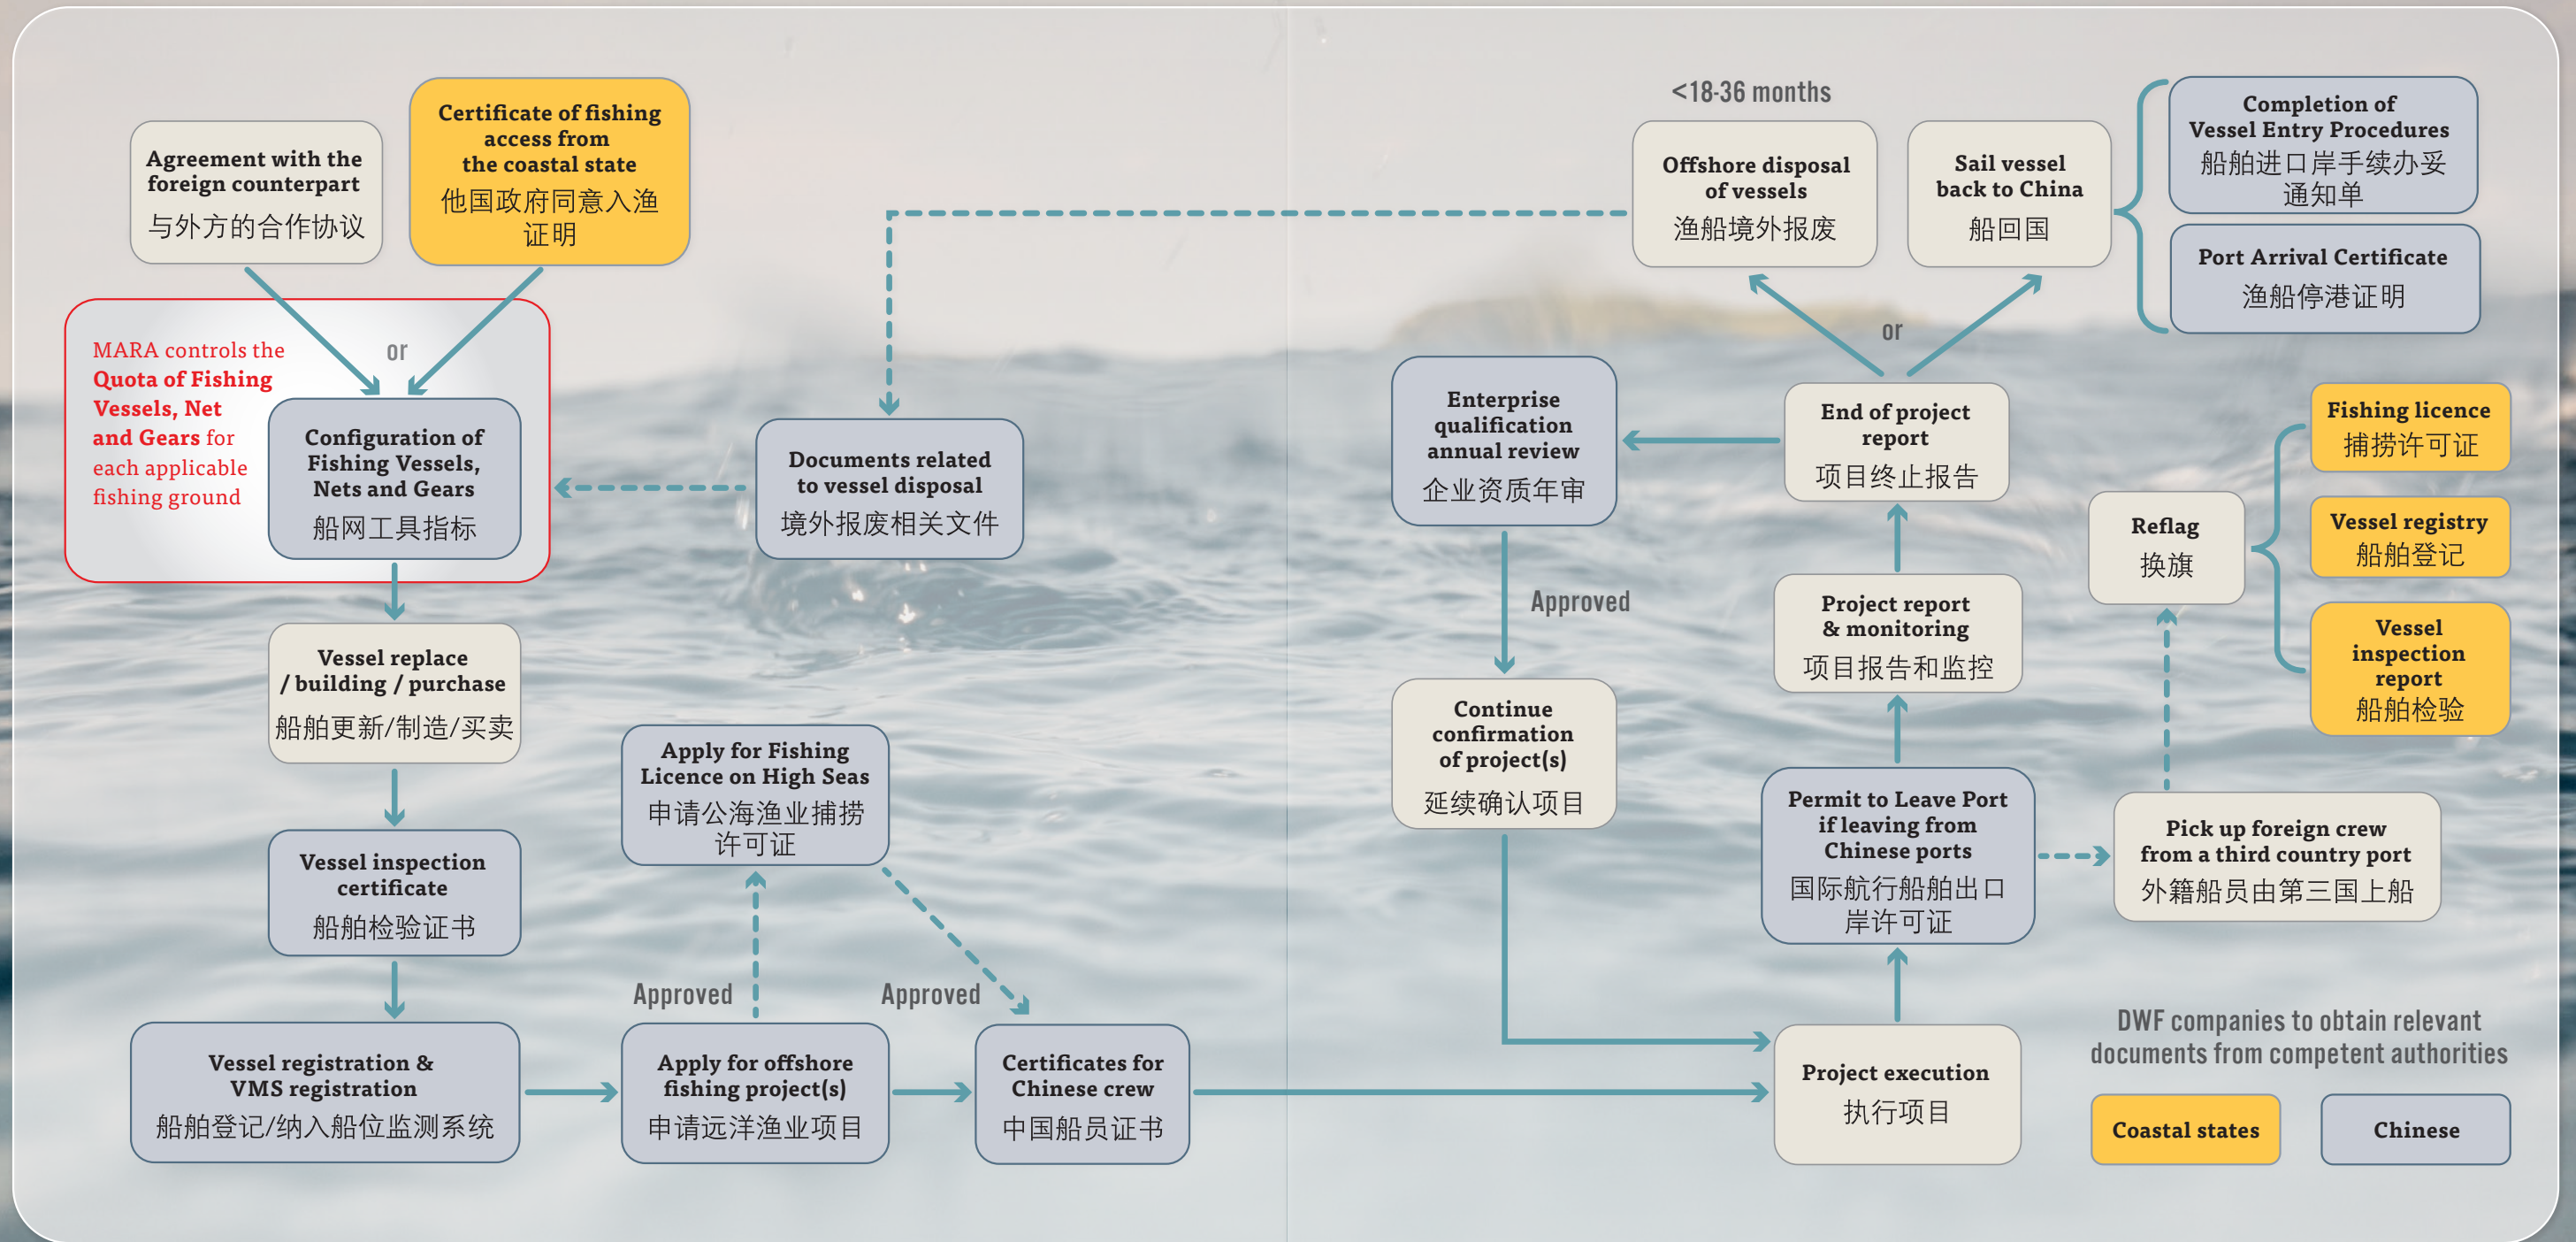 Agreement with the
foreign counterpart
与外方的合作协议
Certificate of fishing
access from
the coastal state
他国政府同意入渔
证明
MARA controls the
Quota of Fishing
Vessels, Net
and Gears for
each applicable
fishing ground
or
Configuration of
Fishing Vessels,
Nets and Gears
船网工具指标
Documents related
to vessel disposal
境外报废相关文件
Vessel replace
/ building / purchase
船舶更新/制造/买卖
Vessel inspection
certificate
船舶检验证书
Vessel registration &
VMS registration
船舶登记/纳入船位监测系统
Apply for Fishing
Licence on High Seas
申请公海渔业捕捞
许可证
Approved
Approved
Apply for offshore
fishing project(s)
申请远洋渔业项目
Certificates for
Chinese crew
中国船员证书
<18-36 months
Offshore disposal
of vessels
渔船境外报废
Sail vessel
back to China
船回国
Completion of
Vessel Entry Procedures
船舶进口岸手续办妥
通知单
Port Arrival Certificate
渔船停港证明
or
Enterprise
qualification
annual review
企业资质年审
End of project
report
项目终止报告
Approved
Project report
& monitoring
项目报告和监控
Reflag
换旗
Fishing licence
捕捞许可证
Vessel registry
船舶登记
Vessel
inspection
report
船舶检验
Continue
confirmation
of project(s)
延续确认项目
Permit to Leave Port
if leaving from
Chinese ports
国际航行船舶出口
岸许可证
Pick up foreign crew
from a third country port
外籍船员由第三国上船
Project execution
执行项目
DWF companies to obtain relevant
documents from competent authorities
Coastal states
Chinese